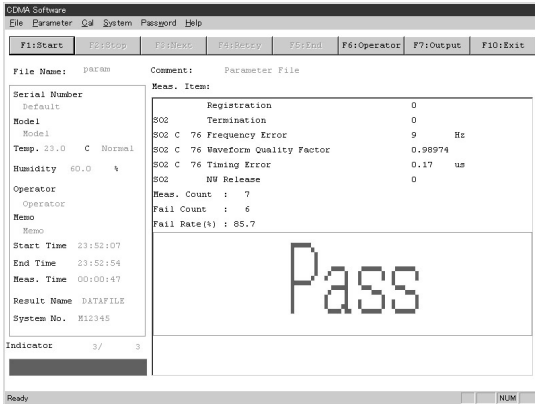 CDMA Software
File Parameter Cal System Password Help
F1:Start F2:Stop F3:Next F4:Retry F5:End F6:Operator F7:Output F10:Exit
File Name: param Comment: Parameter File
Meas. Item:
Serial Number
Default
Model
Model
Temp. 23.0 C Normal
Humidity 60.0 %
Operator
Operator
Memo
Memo
Start Time 23:52:07
End Time 23:52:54
Meas. Time 00:00:47
Result Name DATAFILE
System No. M12345
Indicator 3/ 3
Registration 0
SO2 Termination 0
SO2 C 76 Frequency Error 9 Hz
SO2 C 76 Waveform Quality Factor 0.98974
SO2 C 76 Timing Error 0.17 us
SO2 NW Release 0
Meas. Count : 7
Fail Count : 6
Fail Rate(%) : 85.7
Pass
Ready NUM